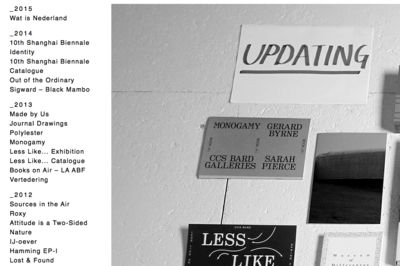 _2015
Wat is Nederland
_2014
10th Shanghai Biennale
Identity
10th Shanghai Biennale
Catalogue
Out of the Ordinary
Sigward – Black Mambo
_2013
Made by Us
Journal Drawings
Polylester
Monogamy
Less Like... Exhibition
Less Like... Catalogue
Books on Air – LA ABF
Vertedering
_2012
Sources in the Air
Roxy
Attitude is a Two-Sided
Nature
IJ-oever
Hamming EP-I
Lost & Found
UPDATING
MONOGAMY GERARD
BYRNE
CCS BARD SARAH
GALLERIES PIERCE
LESS
LIKE